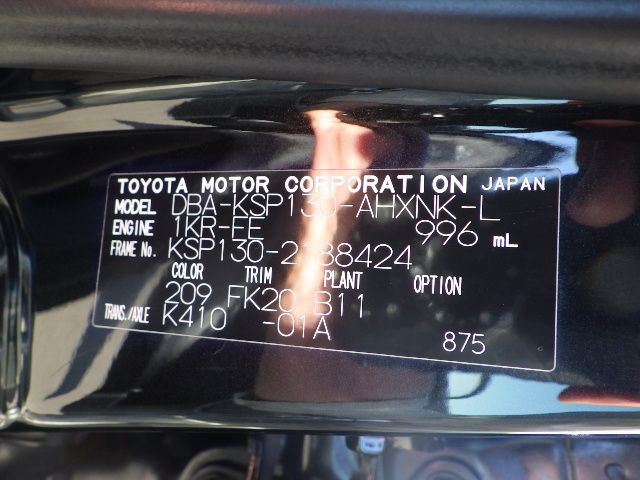 TOYOTA MOTOR CORPORATION JAPAN
MODEL DBA-KSP130-AHXNK-L
ENGINE 1KR-FE 996 mL
FRAME No. KSP130-2188424
COLOR TRIM PLANT OPTION
209 FK20 B11
TRANS./AXLE K410 -01A
875